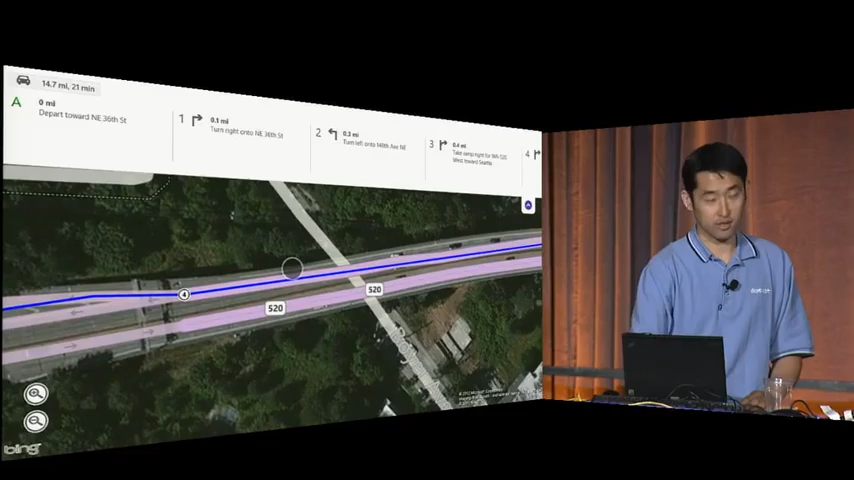 14.7 mi, 21 min
A
0 mi
Depart toward NE 36th St
1
0.1 mi
Turn right onto NE 36th St
2
0.3 mi
Turn left onto 148th Ave NE
3
0.4 mi
Take ramp right for WA-520
West toward Seattle
4
4
520
520
bing